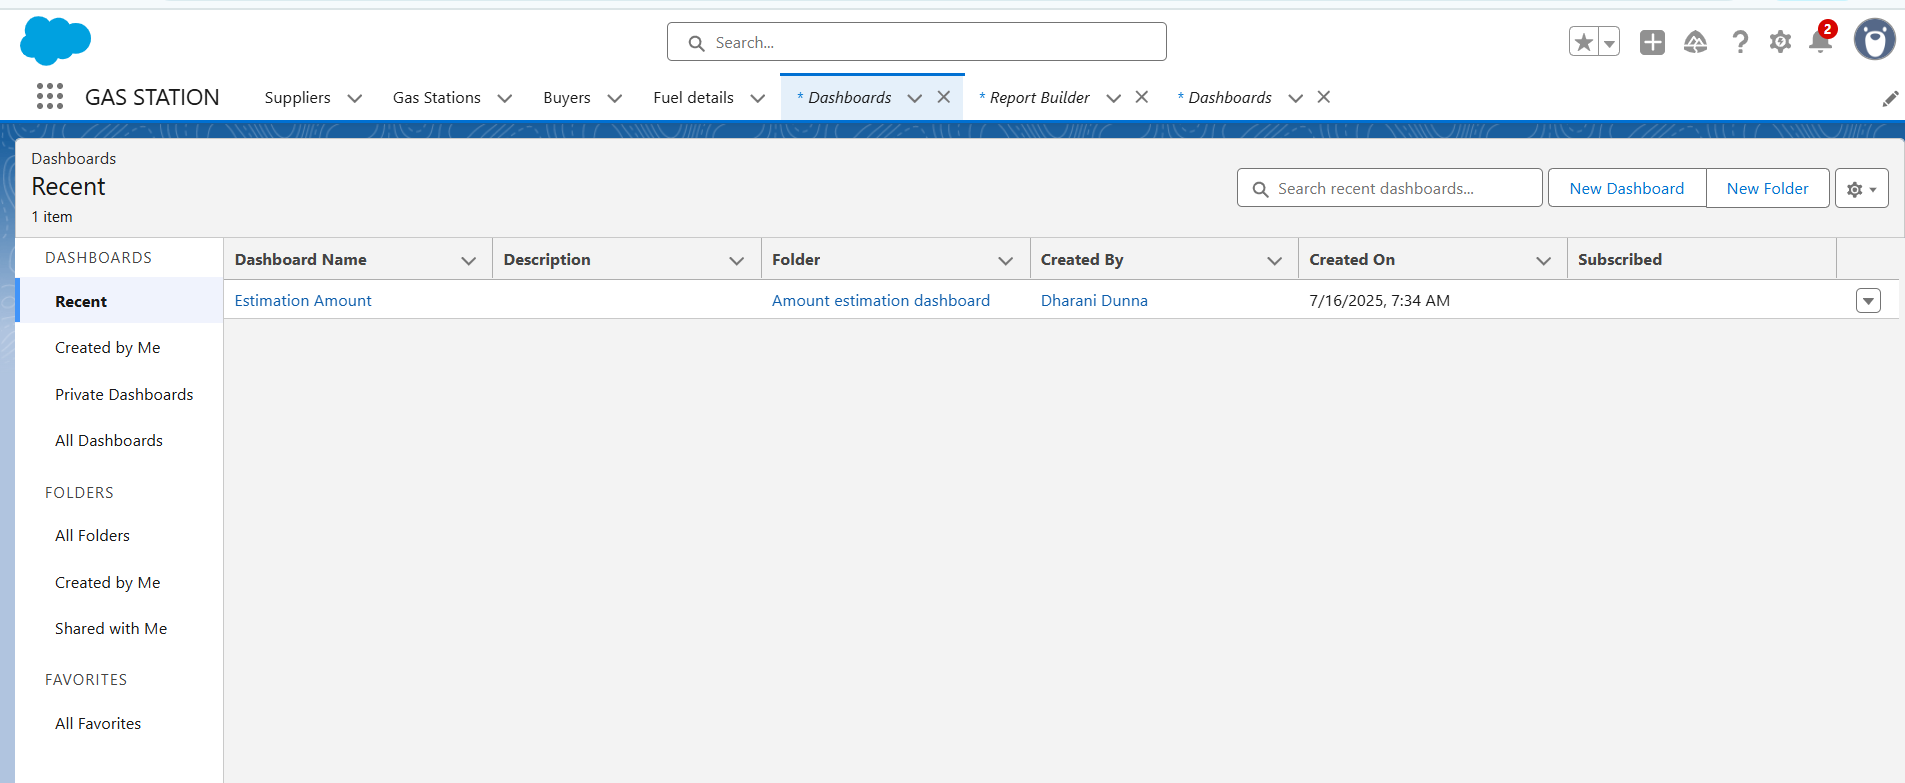 Search...
2
GAS STATION
Suppliers
Gas Stations
Buyers
Fuel details
* Dashboards
* Report Builder
* Dashboards
Dashboards
Recent
1 item
Search recent dashboards...
New Dashboard
New Folder
DASHBOARDS
Recent
Created by Me
Private Dashboards
All Dashboards
FOLDERS
All Folders
Created by Me
Shared with Me
FAVORITES
All Favorites
Dashboard Name
Description
Folder
Created By
Created On
Subscribed
Estimation Amount
Amount estimation dashboard
Dharani Dunna
7/16/2025, 7:34 AM